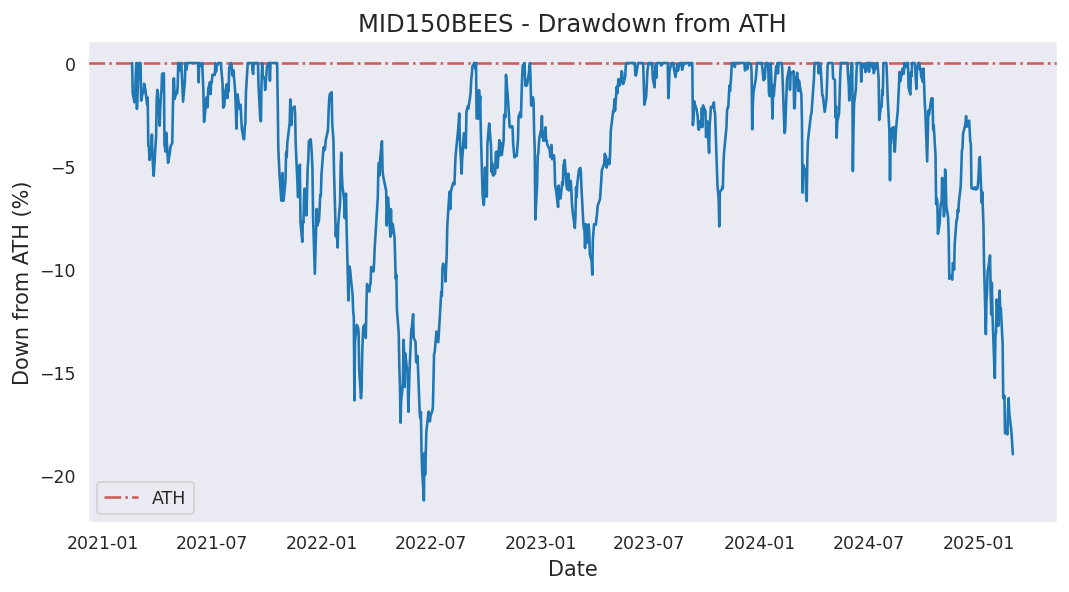 MID150BEES - Drawdown from ATH
Down from ATH (%)
0
−5
−10
−15
−20
ATH
2021-01 2021-07 2022-01 2022-07 2023-01 2023-07 2024-01 2024-07 2025-01
Date